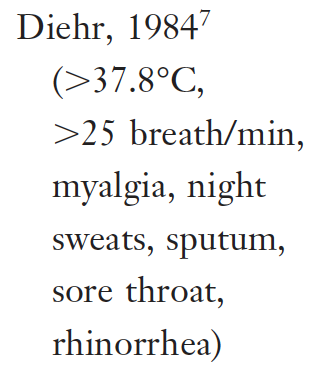 Diehr, 1984⁷
(>37.8°C,
>25 breath/min,
myalgia, night
sweats, sputum,
sore throat,
rhinorrhea)